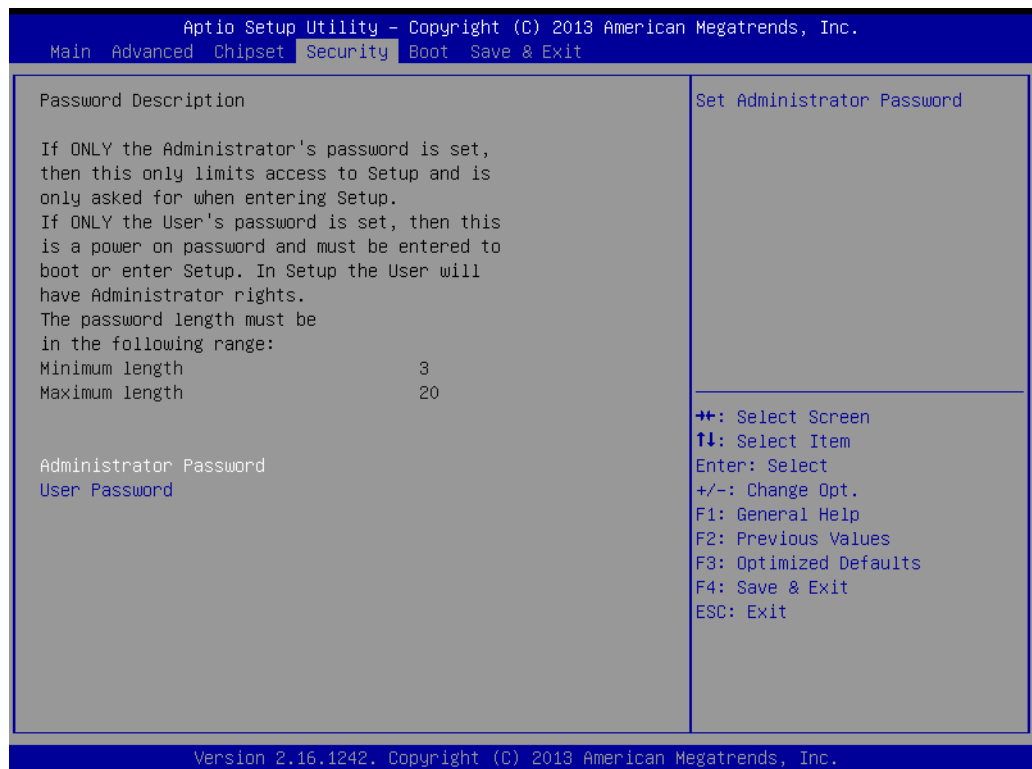 Aptio Setup Utility – Copyright (C) 2013 American Megatrends, Inc.
Main Advanced Chipset Security Boot Save & Exit
Password Description
If ONLY the Administrator's password is set,
then this only limits access to Setup and is
only asked for when entering Setup.
If ONLY the User's password is set, then this
is a power on password and must be entered to
boot or enter Setup. In Setup the User will
have Administrator rights.
The password length must be
in the following range:
Minimum length 3
Maximum length 20
Administrator Password
User Password
Set Administrator Password
→←: Select Screen
↑↓: Select Item
Enter: Select
+/-: Change Opt.
F1: General Help
F2: Previous Values
F3: Optimized Defaults
F4: Save & Exit
ESC: Exit
Version 2.16.1242. Copyright (C) 2013 American Megatrends, Inc.